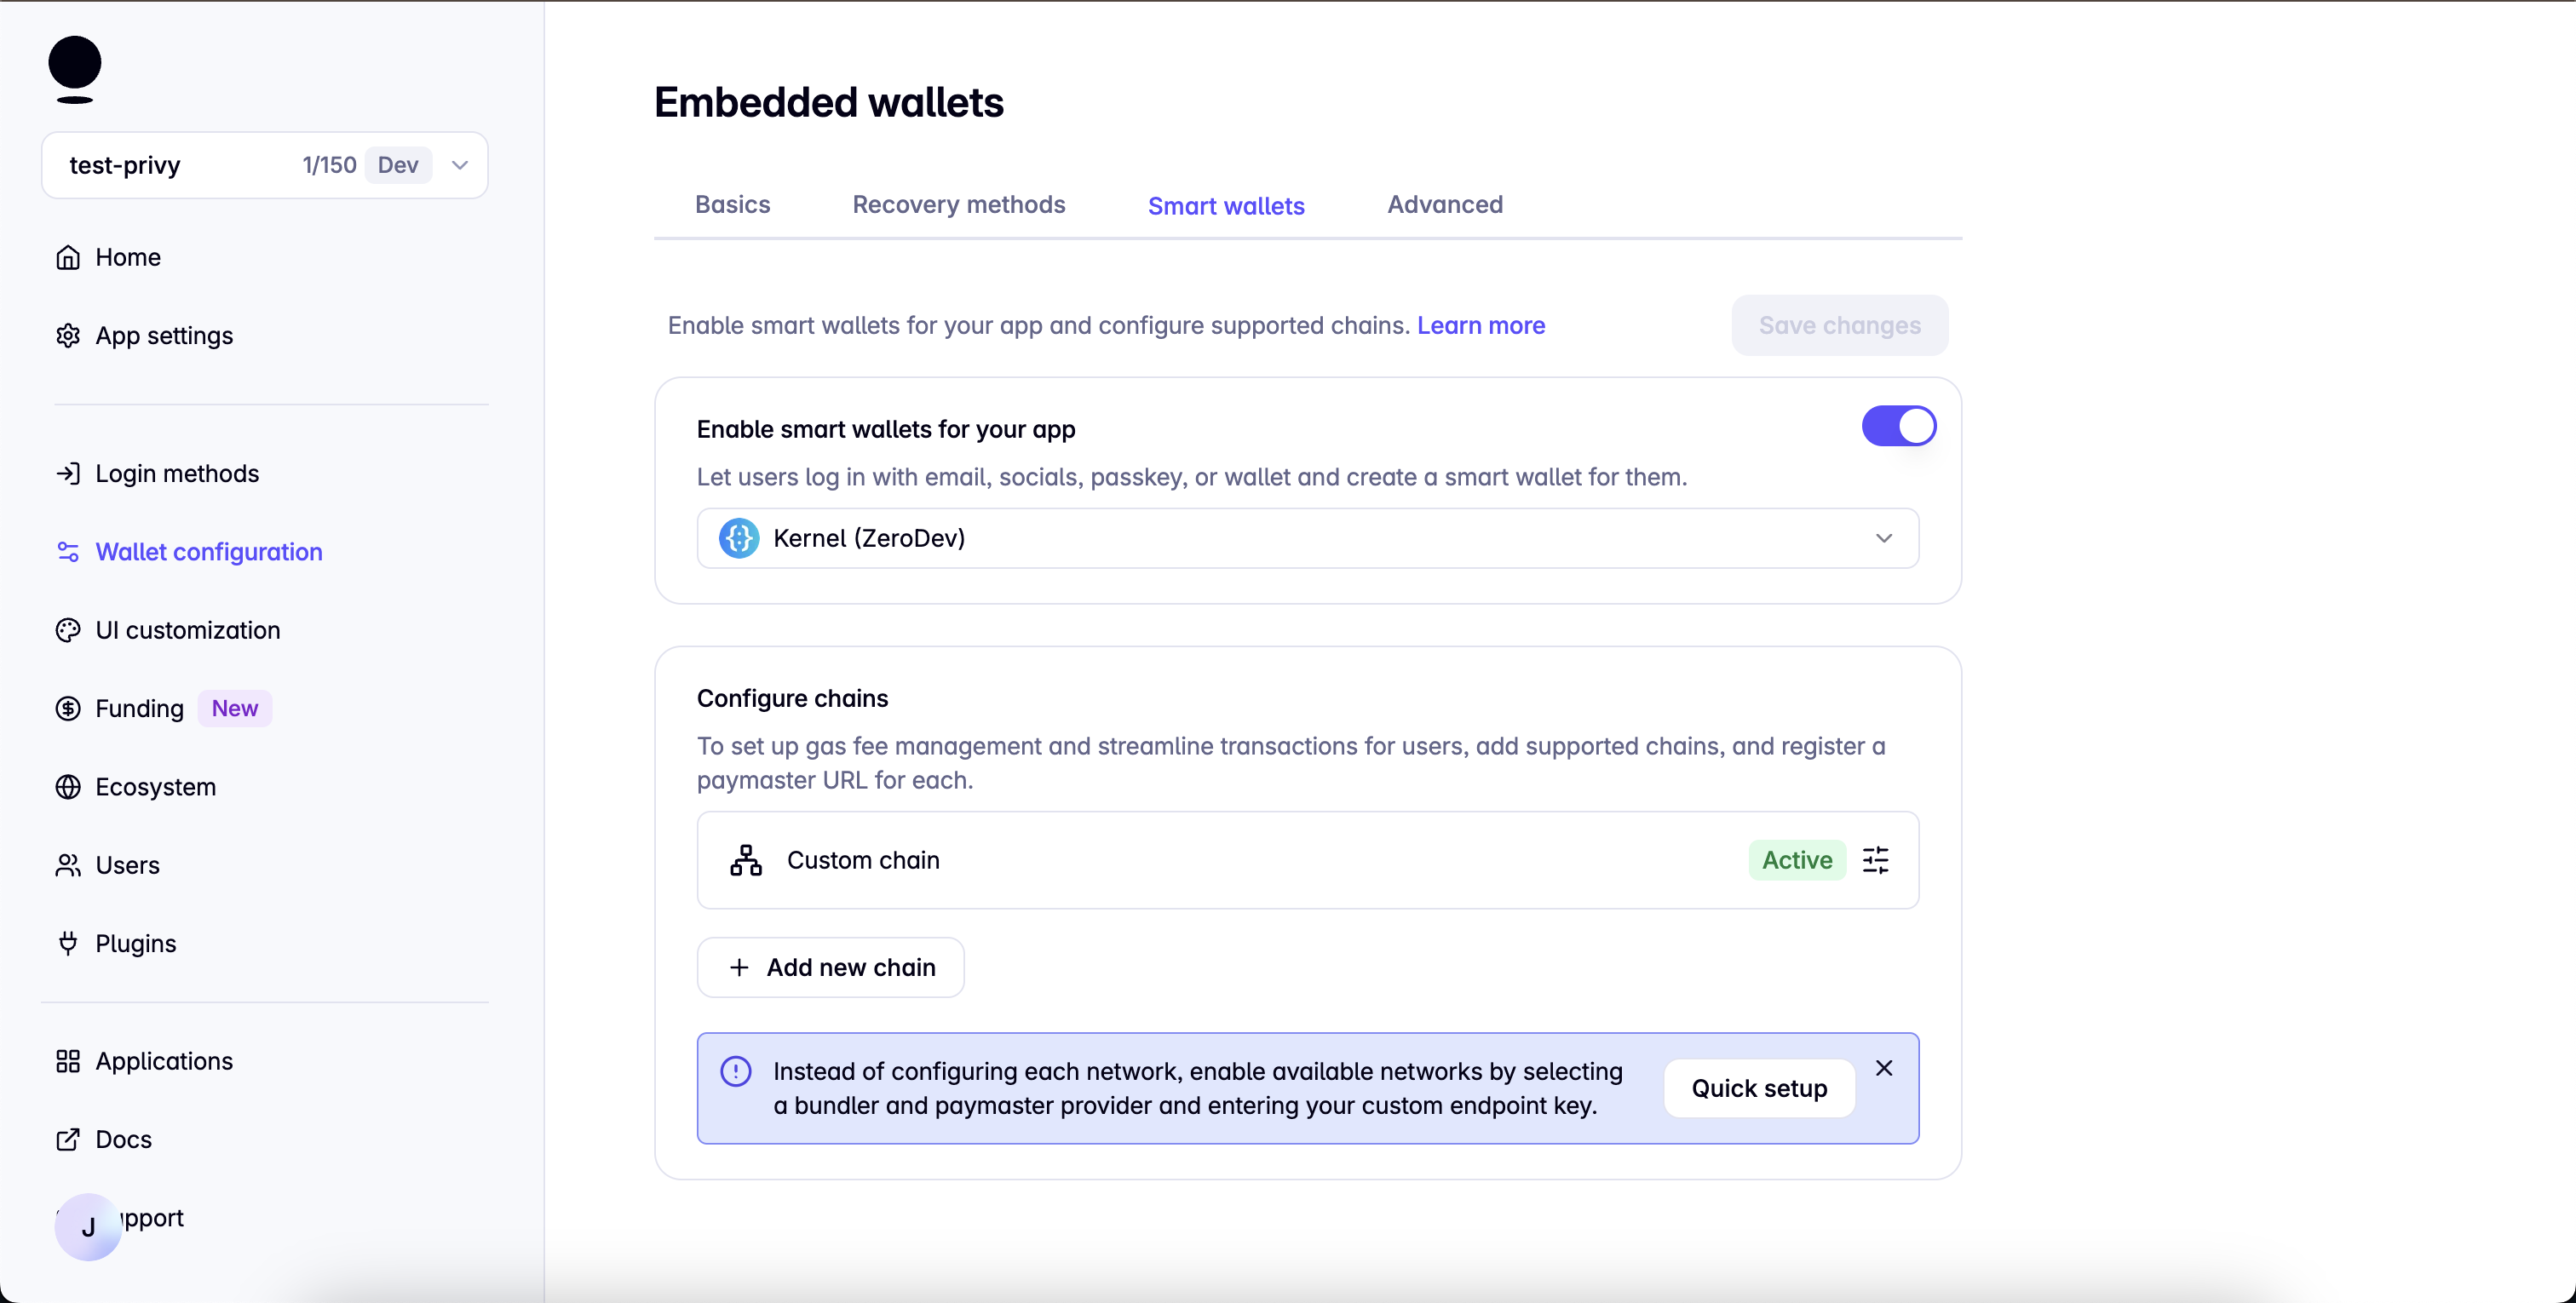 test-privy 1/150 Dev
Home
App settings
Login methods
Wallet configuration
UI customization
Funding New
Ecosystem
Users
Plugins
Applications
Docs
pport
J
Embedded wallets
Basics Recovery methods Smart wallets Advanced
Enable smart wallets for your app and configure supported chains. Learn more
Save changes
Enable smart wallets for your app
Let users log in with email, socials, passkey, or wallet and create a smart wallet for them.
Kernel (ZeroDev)
Configure chains
To set up gas fee management and streamline transactions for users, add supported chains, and register a
paymaster URL for each.
Custom chain Active
Add new chain
Instead of configuring each network, enable available networks by selecting
a bundler and paymaster provider and entering your custom endpoint key.
Quick setup